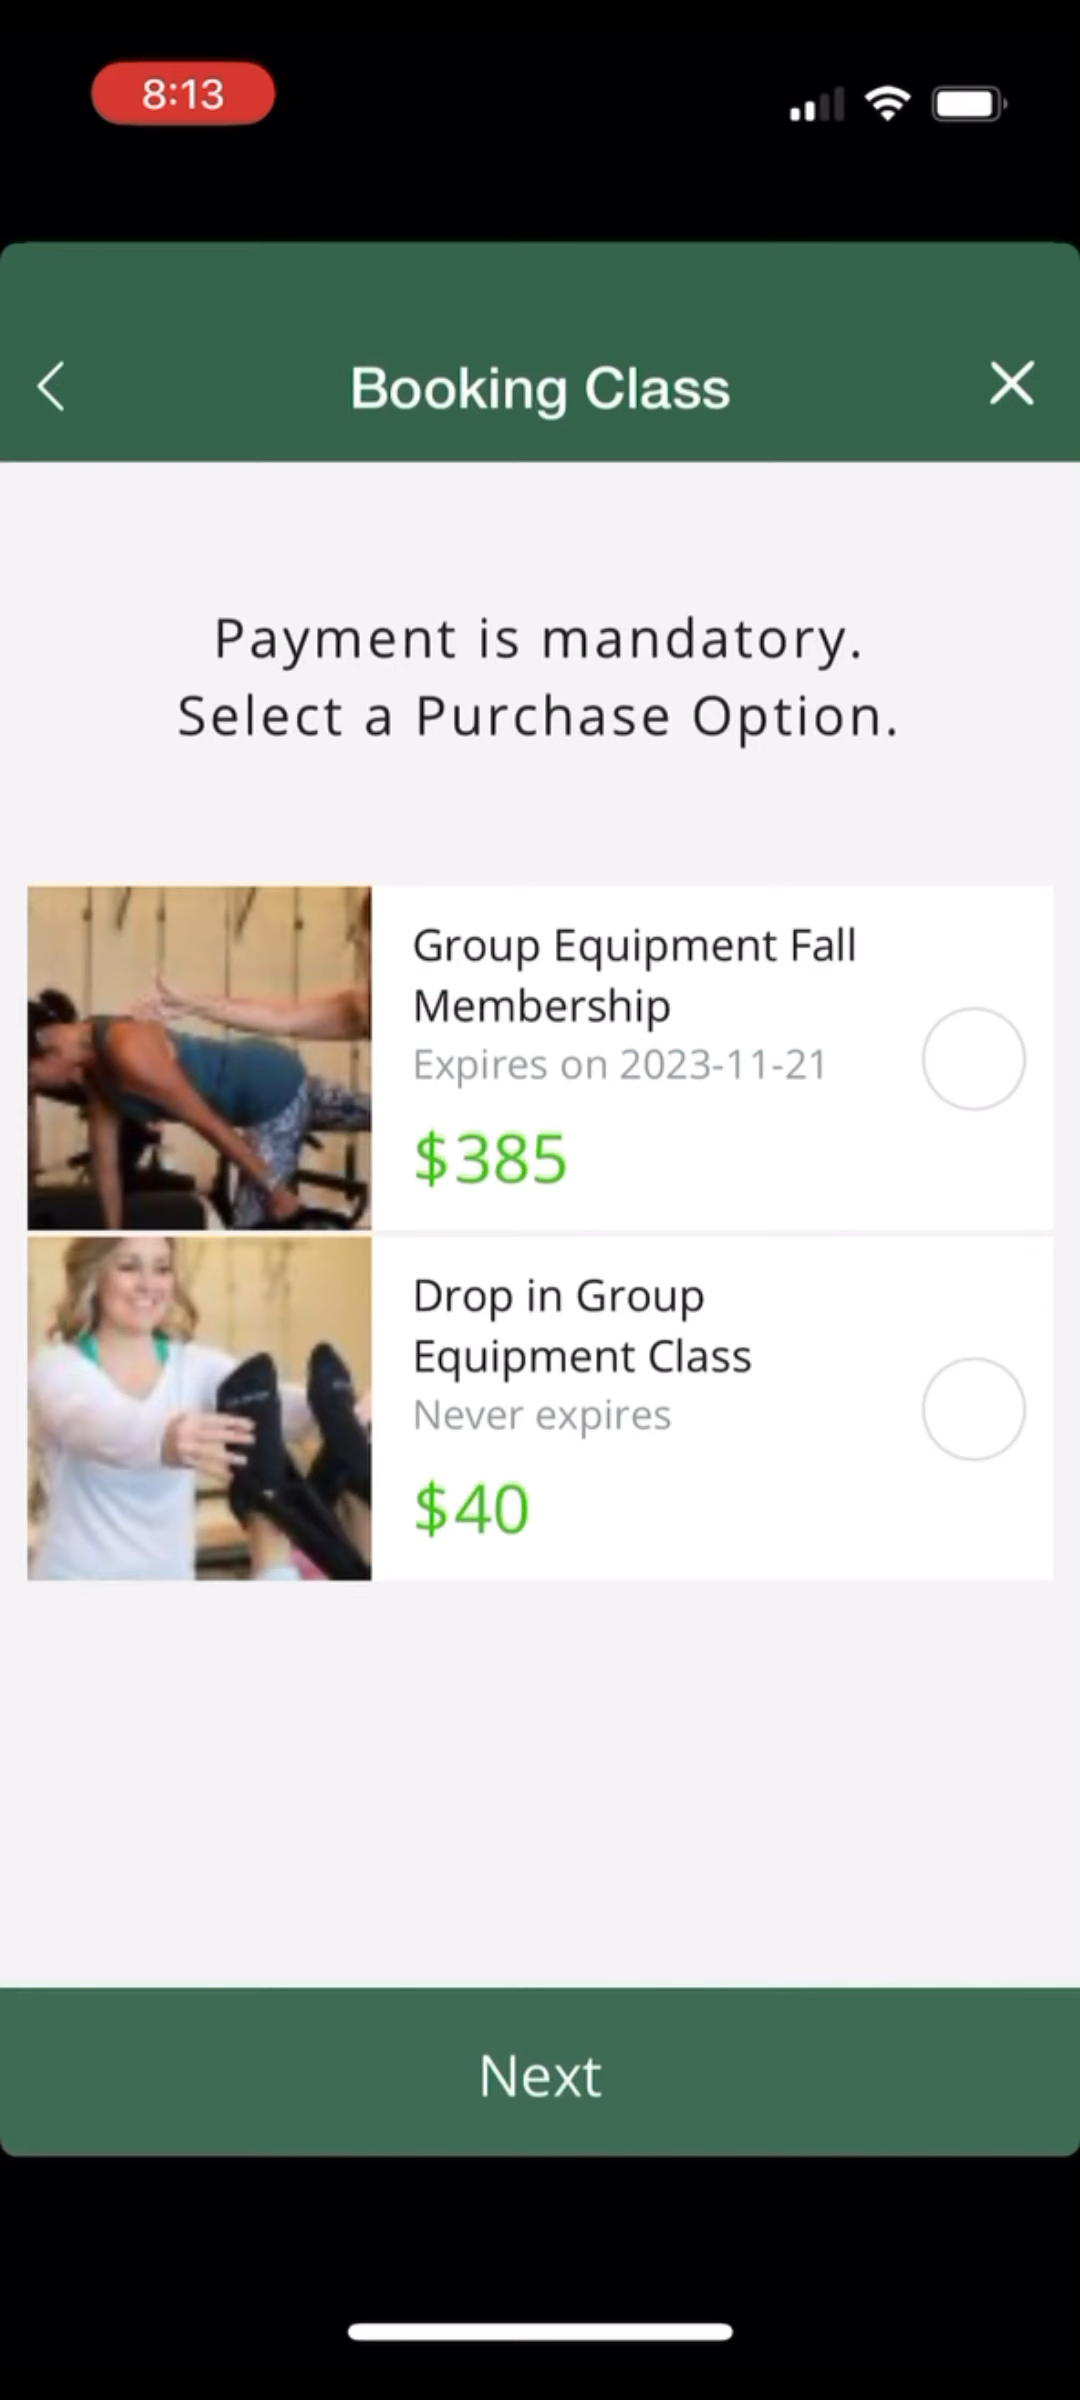 8:13
Booking Class
Payment is mandatory.
Select a Purchase Option.
Group Equipment Fall
Membership
Expires on 2023-11-21
$385
Drop in Group
Equipment Class
Never expires
$40
Next